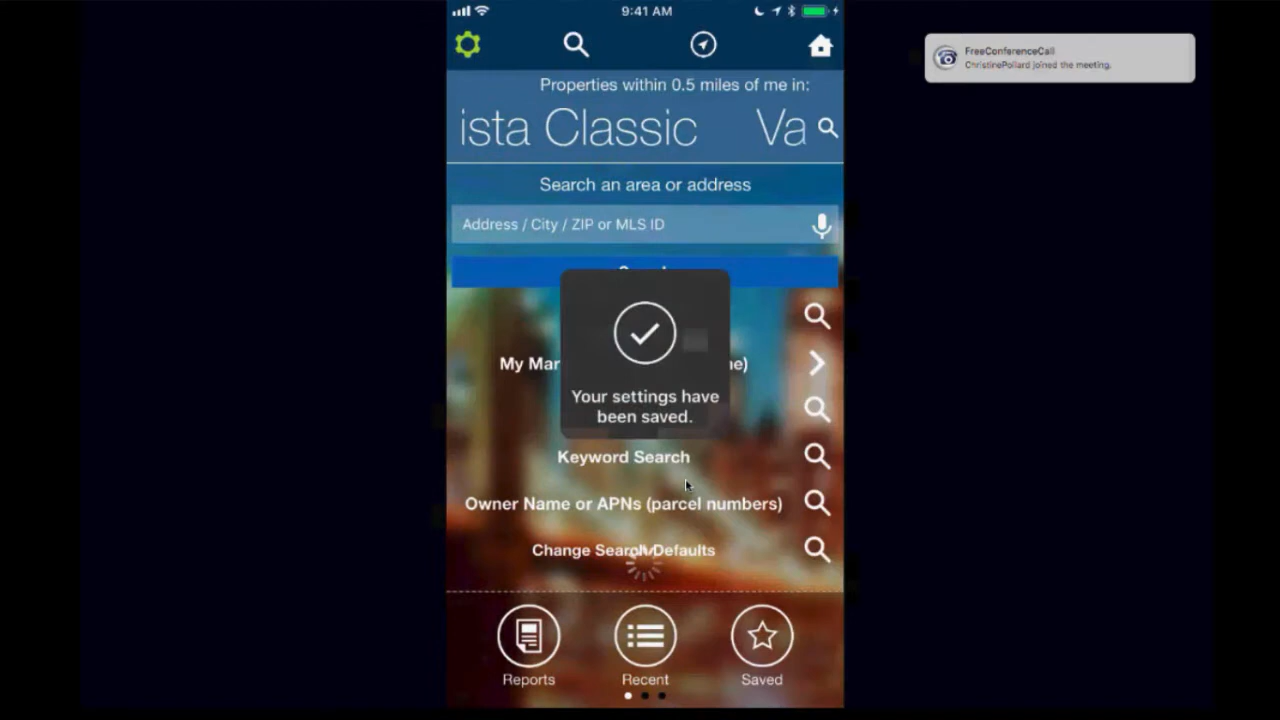 9:41 AM
FreeConferenceCall
ChristinePollard joined the meeting.
Properties within 0.5 miles of me in:
ista Classic Va
Search an area or address
Address / City / ZIP or MLS ID
My Mar ne)
Your settings have
been saved.
Keyword Search
Owner Name or APNs (parcel numbers)
Change Search Defaults
Reports Recent Saved